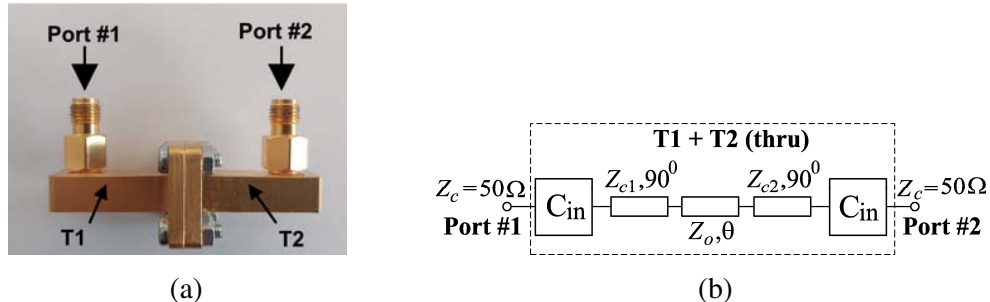 Port #1
Port #2
T1
T2
(a)
T1 + T2 (thru)
Z_c=50Ω
Port #1
C_in
Z_c1,90^0
Z_o,θ
Z_c2,90^0
C_in
Z_c=50Ω
Port #2
(b)